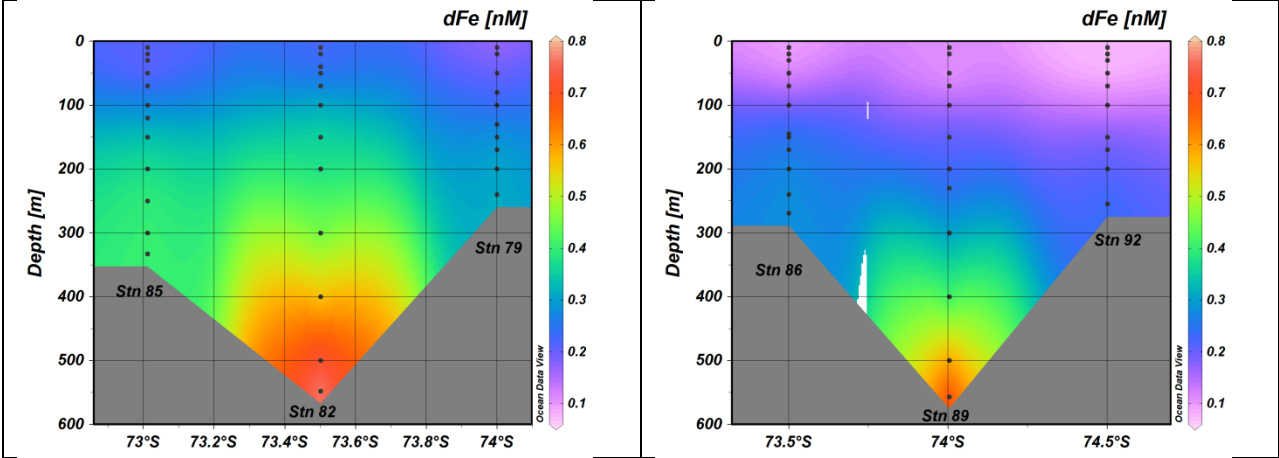 dFe [nM]
0
100
200
300
400
500
600
Depth [m]
Stn 85
Stn 82
Stn 79
73°S
73.2°S
73.4°S
73.6°S
73.8°S
74°S
0.8
0.7
0.6
0.5
0.4
0.3
0.2
0.1
Ocean Data View
dFe [nM]
0
100
200
300
400
500
600
Depth [m]
Stn 86
Stn 89
Stn 92
73.5°S
74°S
74.5°S
0.8
0.7
0.6
0.5
0.4
0.3
0.2
0.1
Ocean Data View